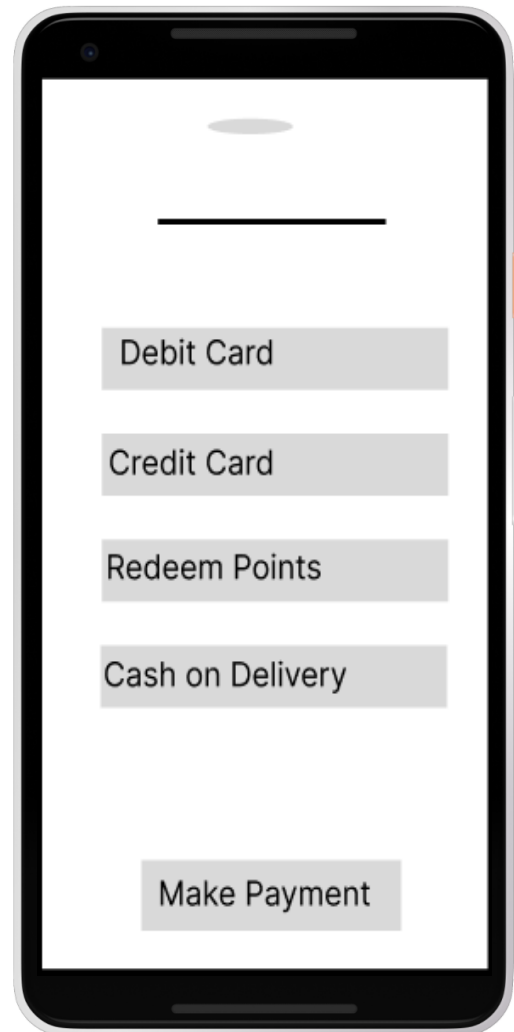 Debit Card
Credit Card
Redeem Points
Cash on Delivery
Make Payment